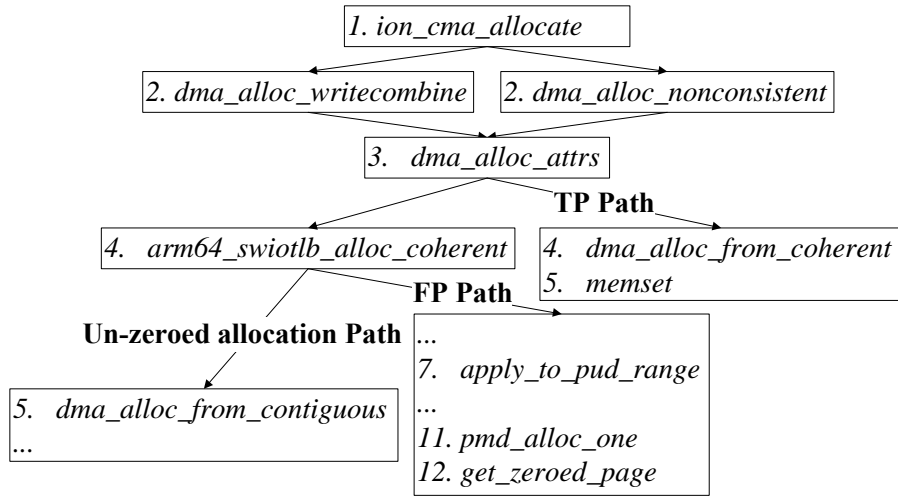 1. ion_cma_allocate
2. dma_alloc_writecombine
2. dma_alloc_nonconsistent
3. dma_alloc_attrs
TP Path
4. arm64_swiotlb_alloc_coherent
4. dma_alloc_from_coherent
5. memset
FP Path
Un-zeroed allocation Path
5. dma_alloc_from_contiguous
...
...
7. apply_to_pud_range
...
11. pmd_alloc_one
12. get_zeroed_page